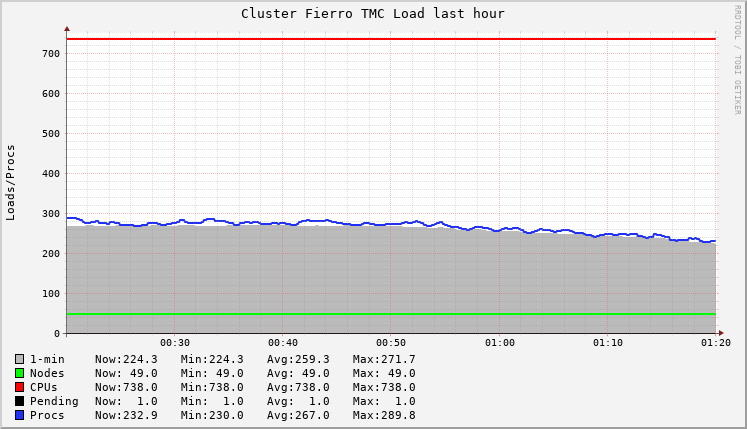 Cluster Fierro TMC Load last hour
RRDTOOL / TOBI OETIKER
Loads/Procs
700
600
500
400
300
200
100
0
00:30 00:40 00:50 01:00 01:10 01:20
1-min Now:224.3 Min:224.3 Avg:259.3 Max:271.7
Nodes Now: 49.0 Min: 49.0 Avg: 49.0 Max: 49.0
CPUs Now:738.0 Min:738.0 Avg:738.0 Max:738.0
Pending Now: 1.0 Min: 1.0 Avg: 1.0 Max: 1.0
Procs Now:232.9 Min:230.0 Avg:267.0 Max:289.8